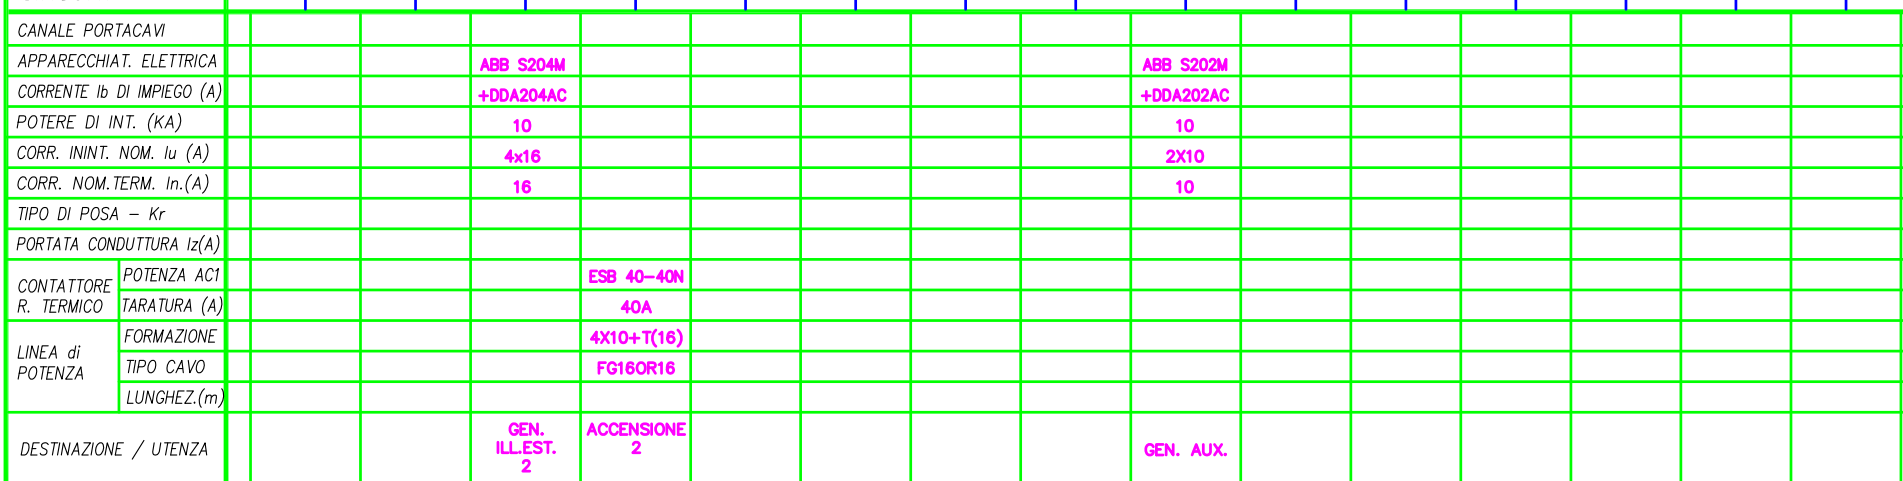 CANALE PORTACAVI
APPARECCHIAT. ELETTRICA ABB S204M ABB S202M
CORRENTE Ib DI IMPIEGO (A) +DDA204AC +DDA202AC
POTERE DI INT. (KA) 10 10
CORR. ININT. NOM. Iu (A) 4x16 2X10
CORR. NOM.TERM. In.(A) 16 10
TIPO DI POSA – Kr
PORTATA CONDUTTURA Iz(A)
CONTATTORE
R. TERMICO
POTENZA AC1 ESB 40–40N
TARATURA (A) 40A
LINEA di
POTENZA
FORMAZIONE 4X10+T(16)
TIPO CAVO FG16OR16
LUNGHEZ.(m)
DESTINAZIONE / UTENZA
GEN.
ILL.EST.
2
ACCENSIONE
2
GEN. AUX.